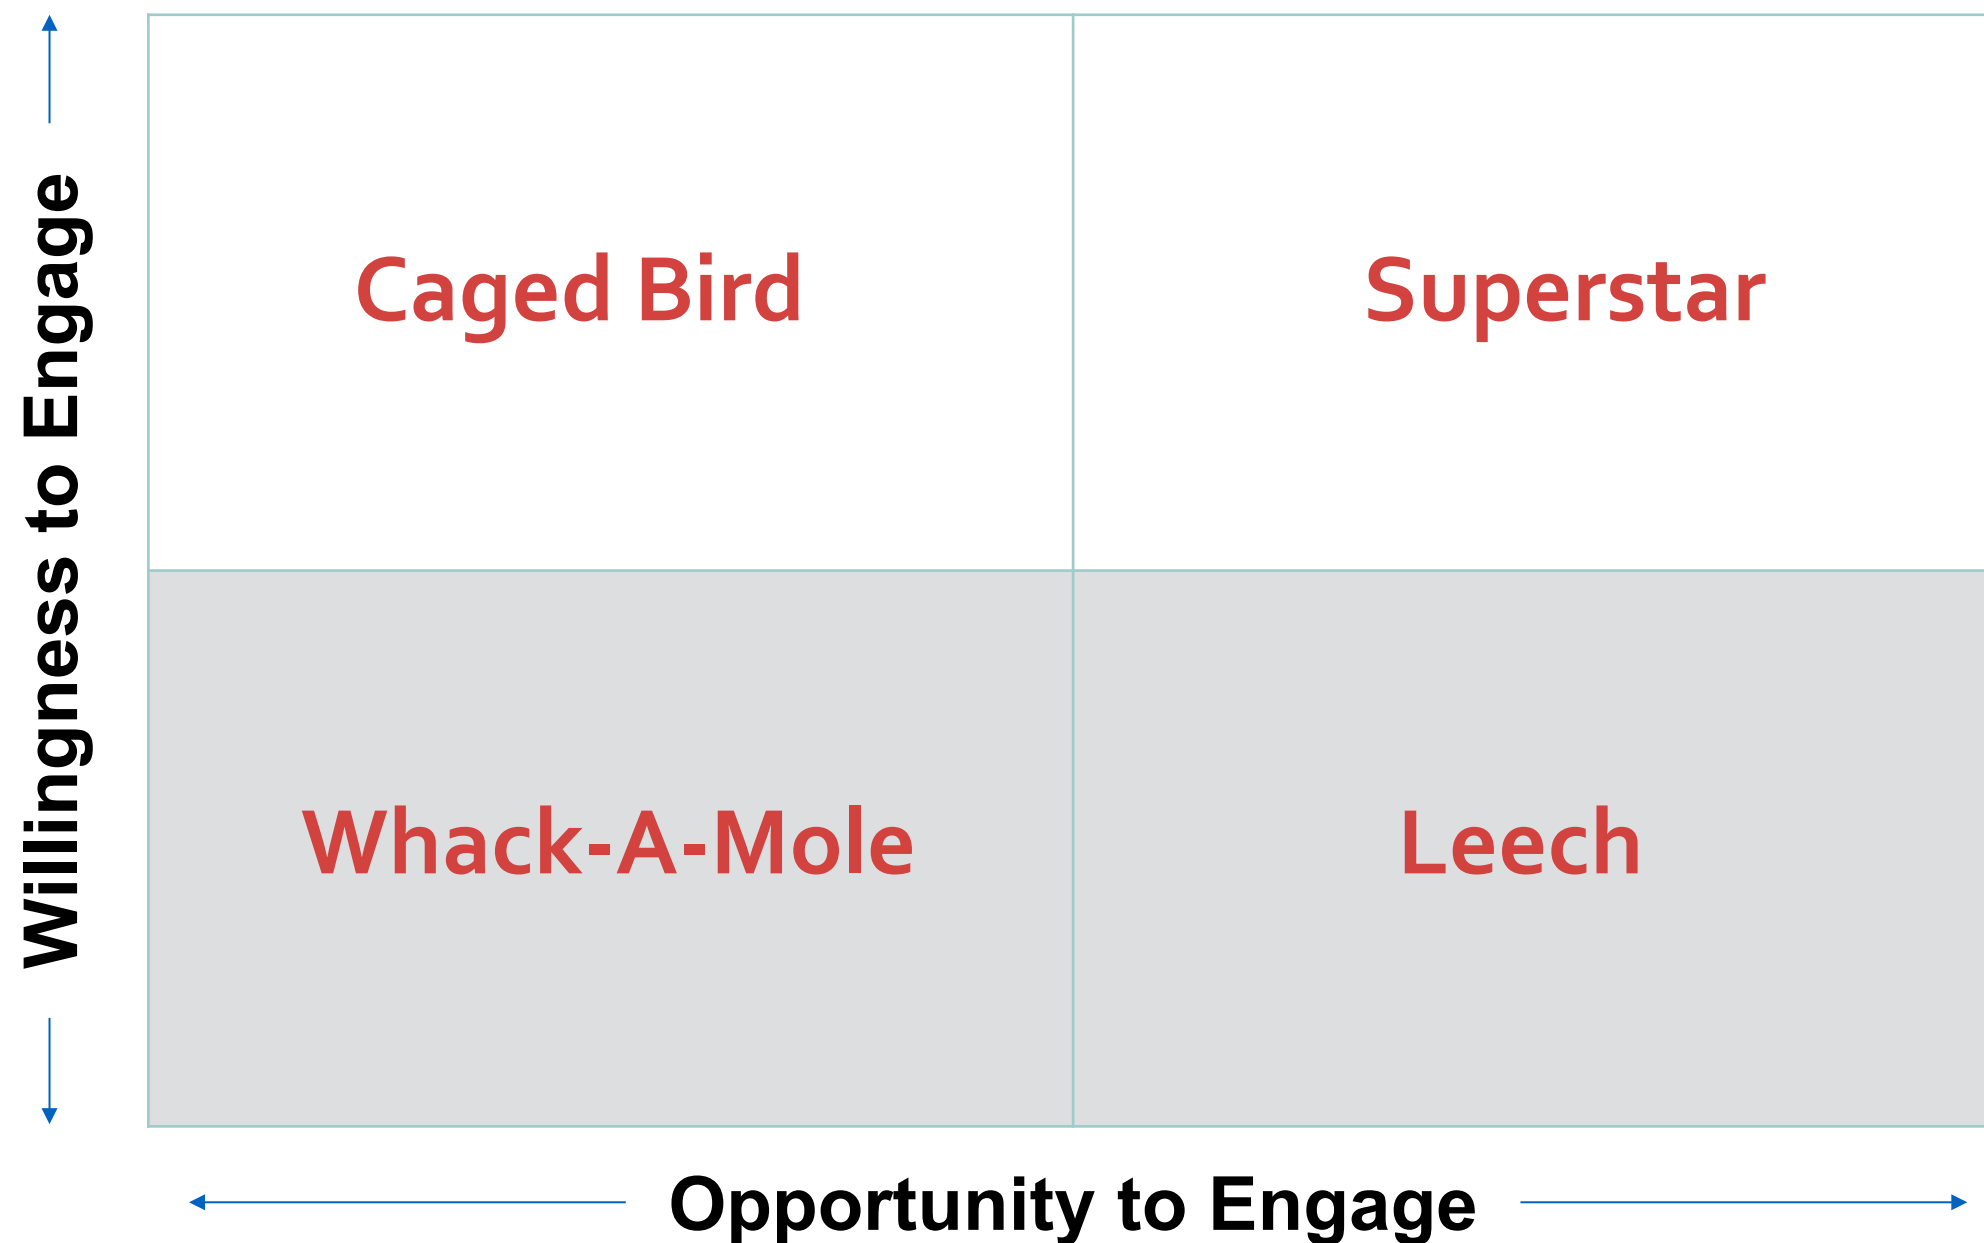 Willingness to Engage
Caged Bird
Superstar
Whack-A-Mole
Leech
Opportunity to Engage